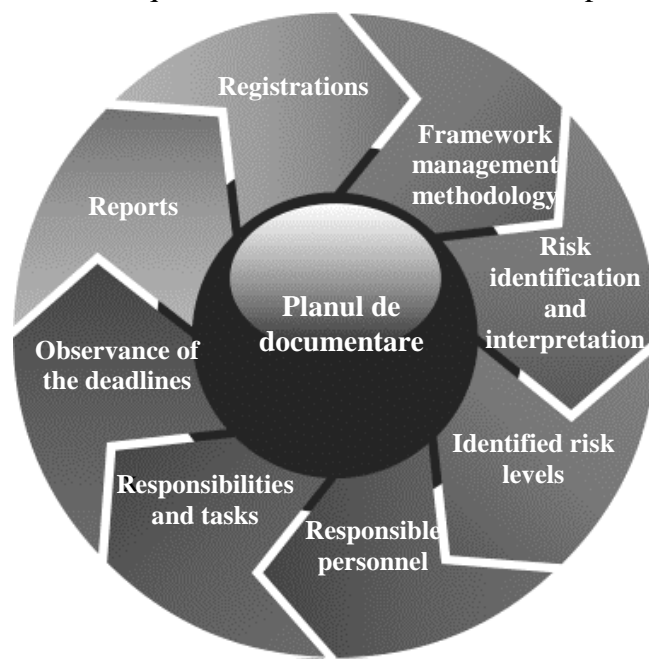 Registrations
Framework
management
methodology
Risk
identification
and
interpretation
Identified risk
levels
Responsible
personnel
Responsibilities
and tasks
Observance of
the deadlines
Reports
Planul de
documentare